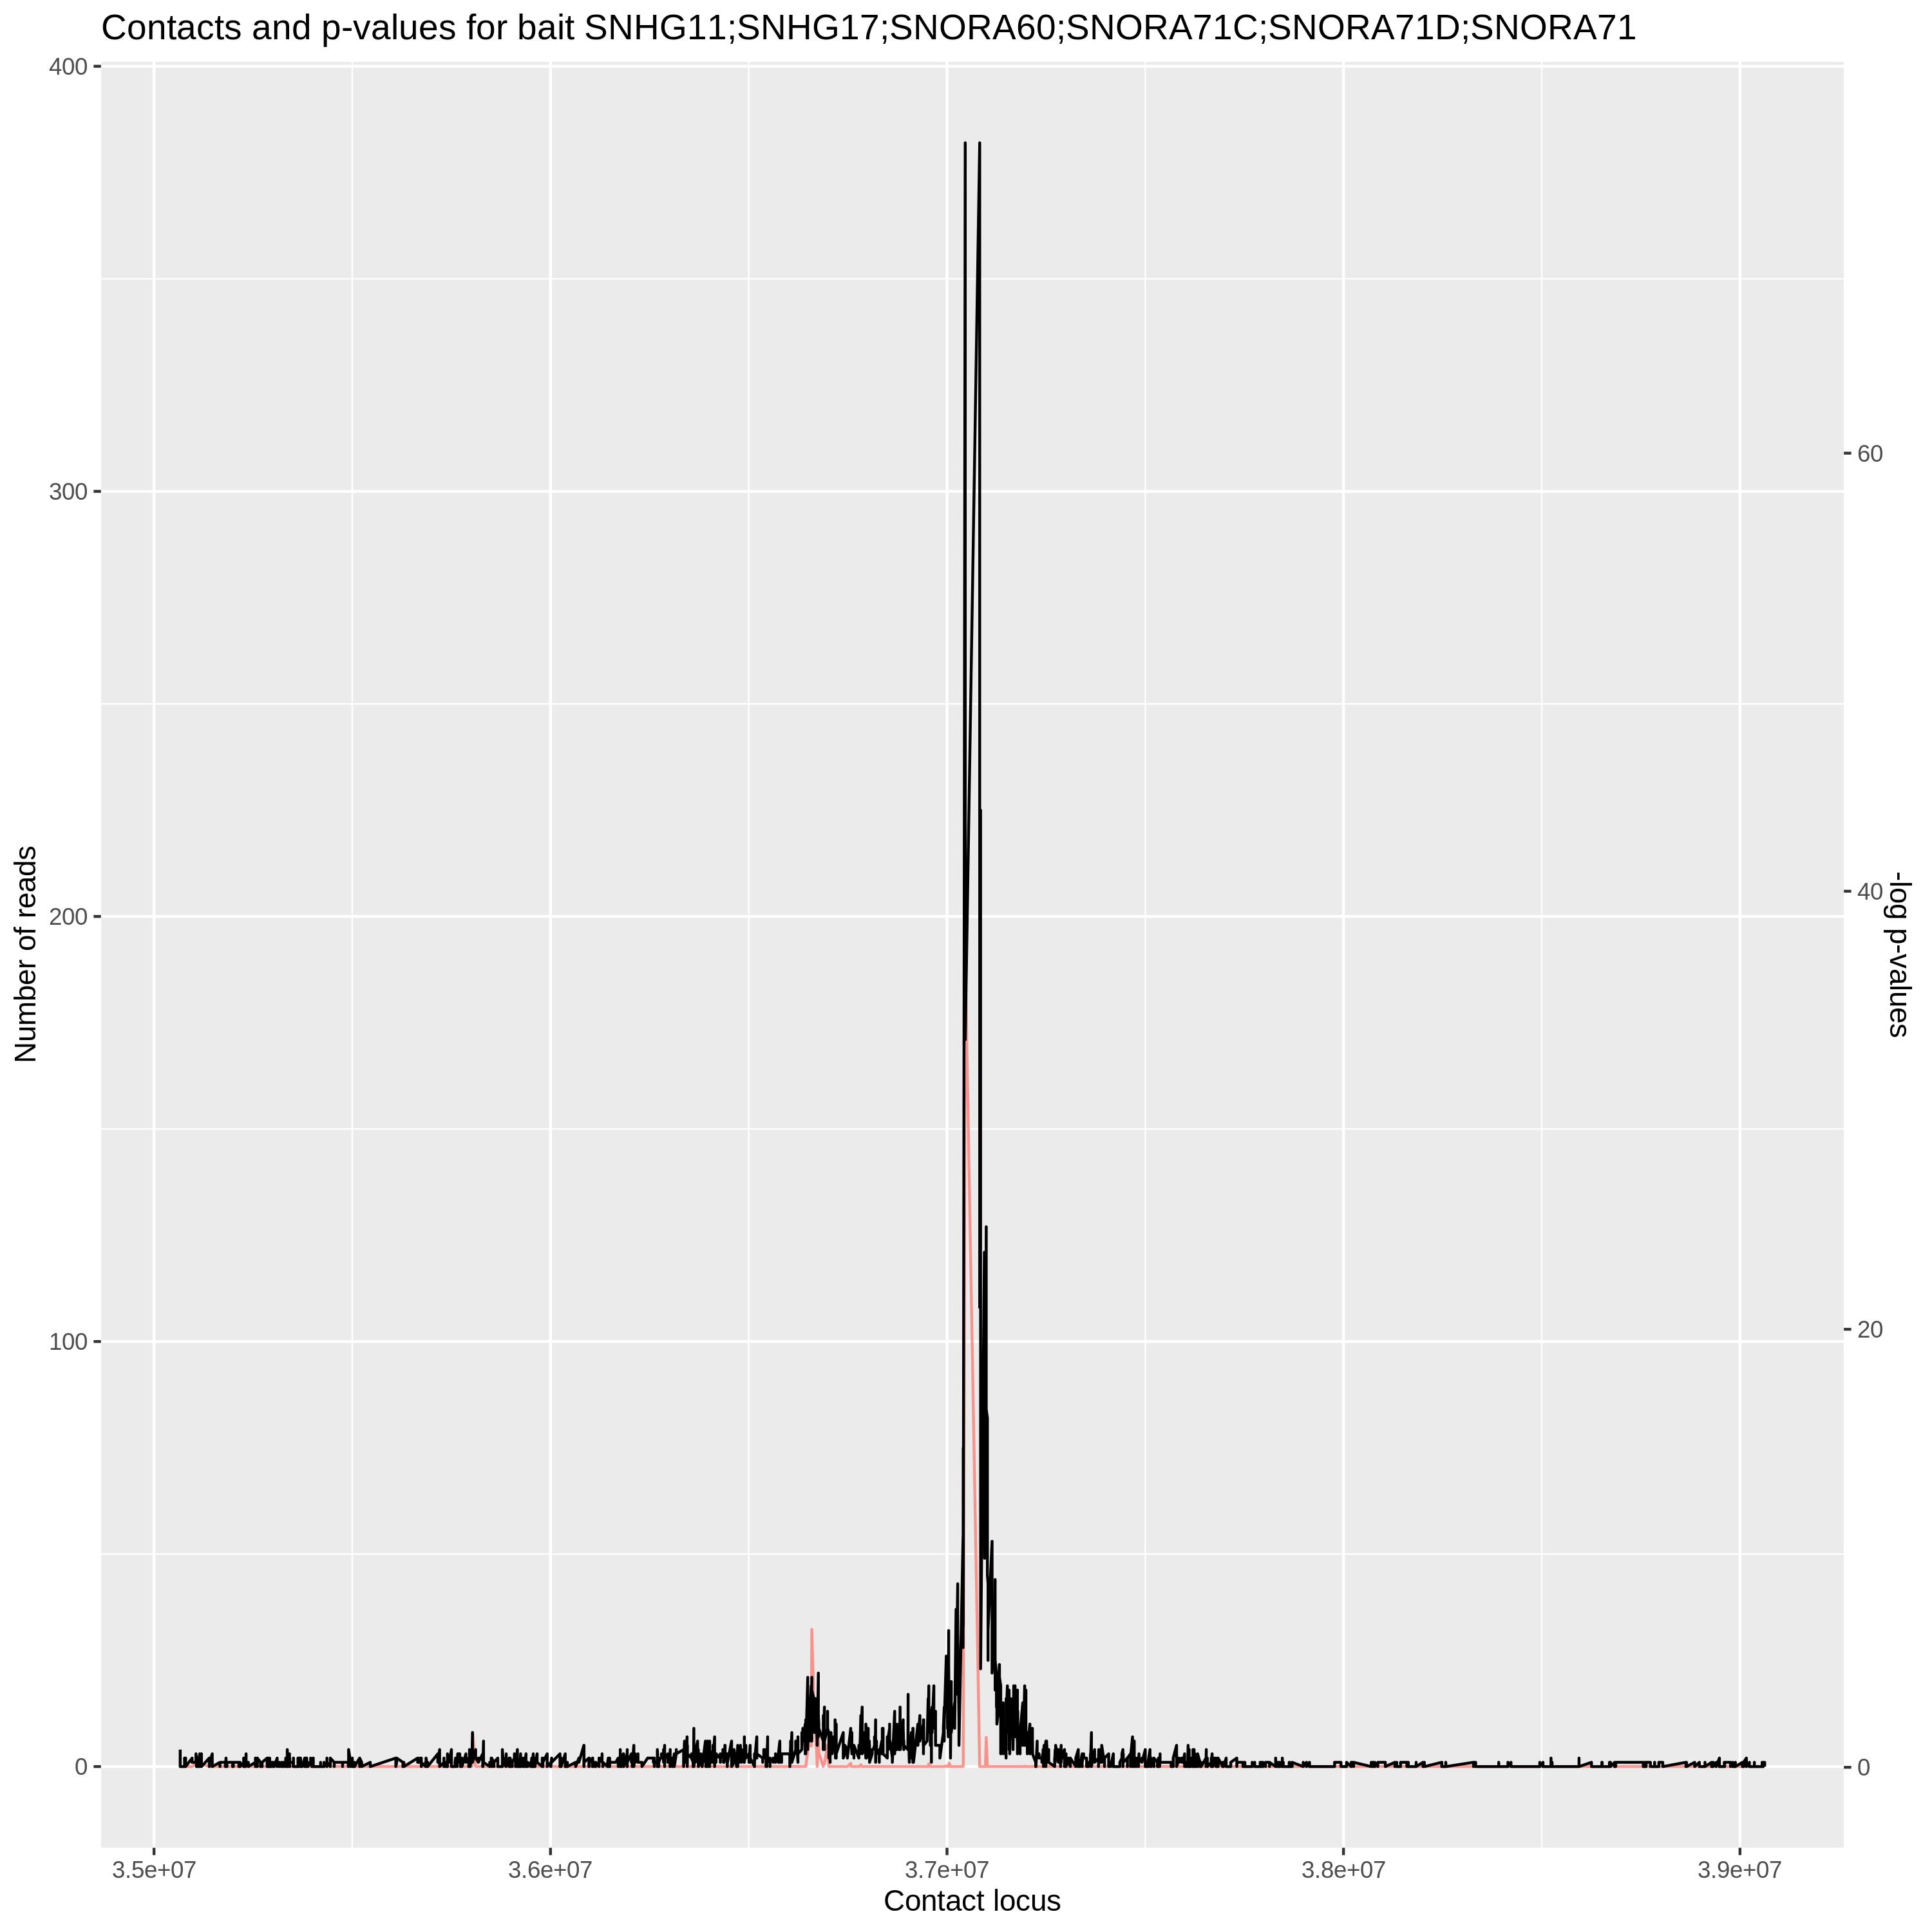 Contacts and p-values for bait SNHG11;SNHG17;SNORA60;SNORA71C;SNORA71D;SNORA71
400
300
200
100
0
Number of reads
60
40
20
0
-log p-values
3.5e+07 3.6e+07 3.7e+07 3.8e+07 3.9e+07
Contact locus